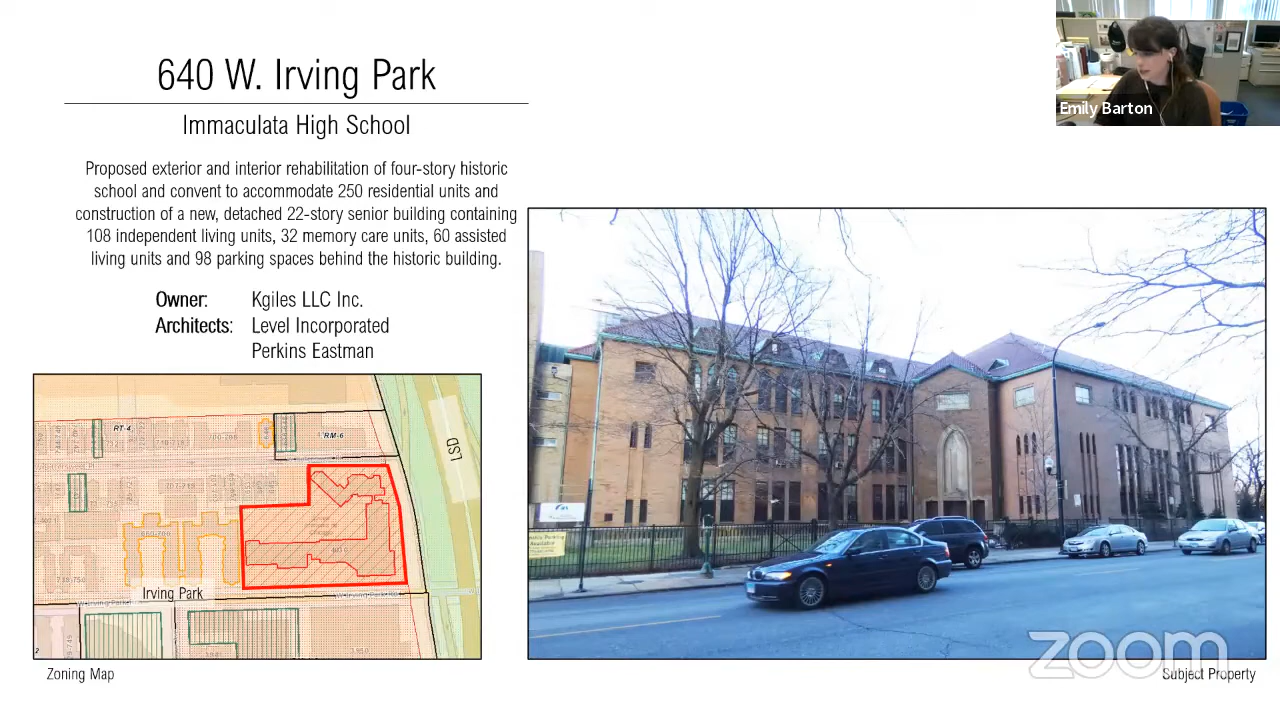 640 W. Irving Park
Immaculata High School
Proposed exterior and interior rehabilitation of four-story historic
school and convent to accommodate 250 residential units and
construction of a new, detached 22-story senior building containing
108 independent living units, 32 memory care units, 60 assisted
living units and 98 parking spaces behind the historic building.
Owner: Kgiles LLC Inc.
Architects: Level Incorporated
Perkins Eastman
Emily Barton
RT-4
RM-6
LSD
Irving Park
Zoning Map
zoom
Subject Property